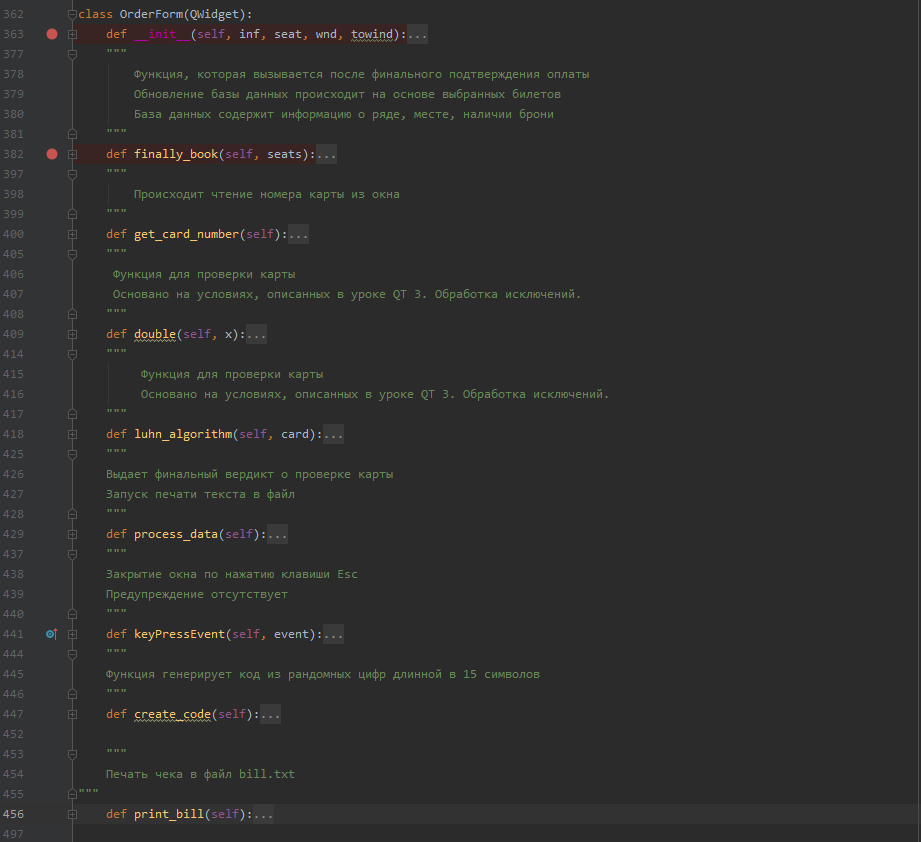 362 class OrderForm(QWidget):
363     def __init__(self, inf, seat, wnd, towind):...
377     """
378         Функция, которая вызывается после финального подтверждения оплаты
379         Обновление базы данных происходит на основе выбранных билетов
380         База данных содержит информацию о ряде, месте, наличии брони
381     """
382     def finally_book(self, seats):...
397     """
398         Происходит чтение номера карты из окна
399     """
400     def get_card_number(self):...
405     """
406      Функция для проверки карты
407      Основано на условиях, описанных в уроке QT 3. Обработка исключений.
408     """
409     def double(self, x):...
414     """
415          Функция для проверки карты
416          Основано на условиях, описанных в уроке QT 3. Обработка исключений.
417     """
418     def luhn_algorithm(self, card):...
425     """
426     Выдает финальный вердикт о проверке карты
427     Запуск печати текста в файл
428     """
429     def process_data(self):...
437     """
438     Закрытие окна по нажатию клавиши Esc
439     Предупреждение отсутствует
440     """
441     def keyPressEvent(self, event):...
444     """
445     Функция генерирует код из рандомных цифр длинной в 15 символов
446     """
447     def create_code(self):...
452
453     """
454     Печать чека в файл bill.txt
455 """
456     def print_bill(self):...
497